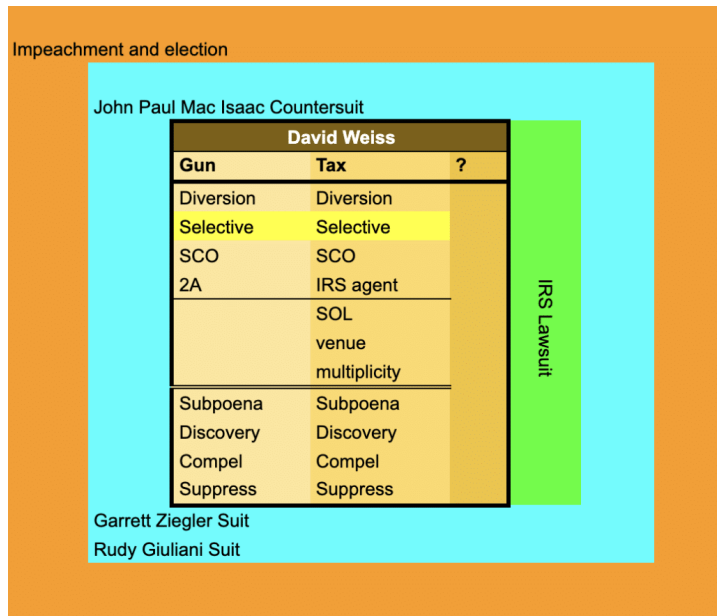 Impeachment and election
John Paul Mac Isaac Countersuit
David Weiss
Gun Tax ?
Diversion Diversion
Selective Selective
SCO SCO
2A IRS agent
SOL
venue
multiplicity
Subpoena Subpoena
Discovery Discovery
Compel Compel
Suppress Suppress
IRS Lawsuit
Garrett Ziegler Suit
Rudy Giuliani Suit